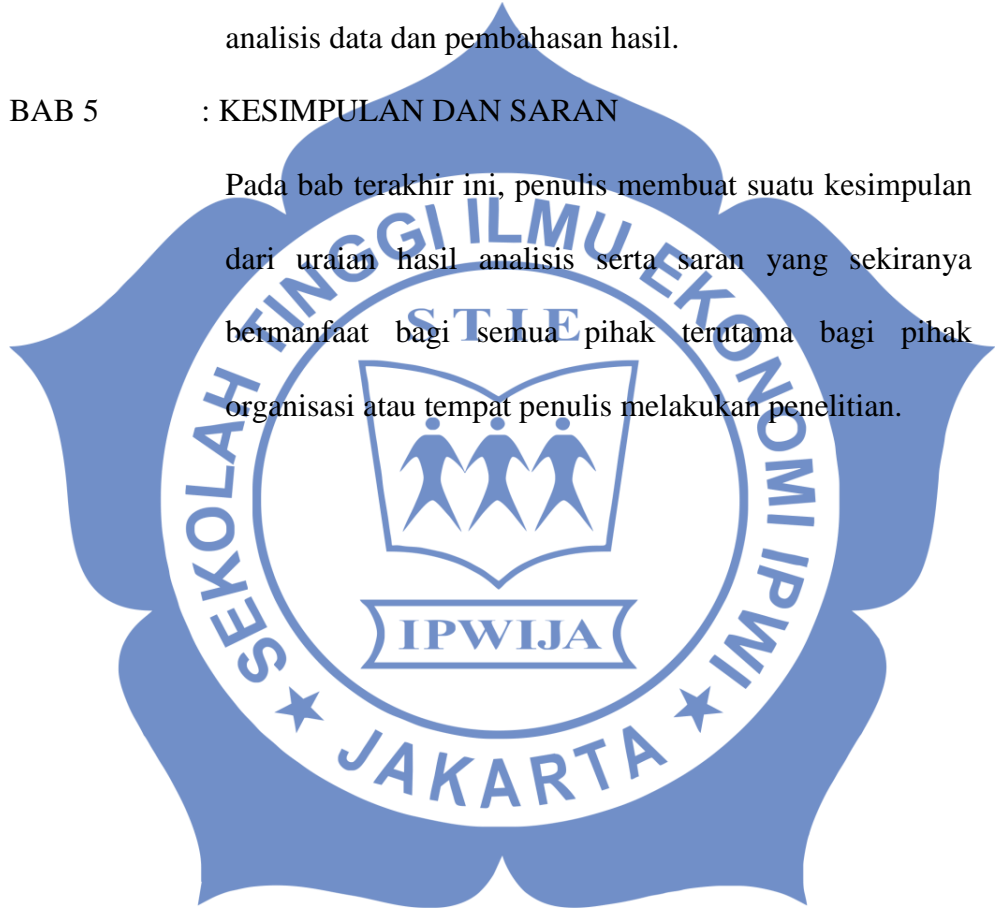 analisis data dan pembahasan hasil.
BAB 5 : KESIMPULAN DAN SARAN
Pada bab terakhir ini, penulis membuat suatu kesimpulan
dari uraian hasil analisis serta saran yang sekiranya
bermanfaat bagi semua pihak terutama bagi pihak
organisasi atau tempat penulis melakukan penelitian.
SEKOLAH TINGGI ILMU EKONOMI IPWI
STIE
IPWIJA
★ JAKARTA ★